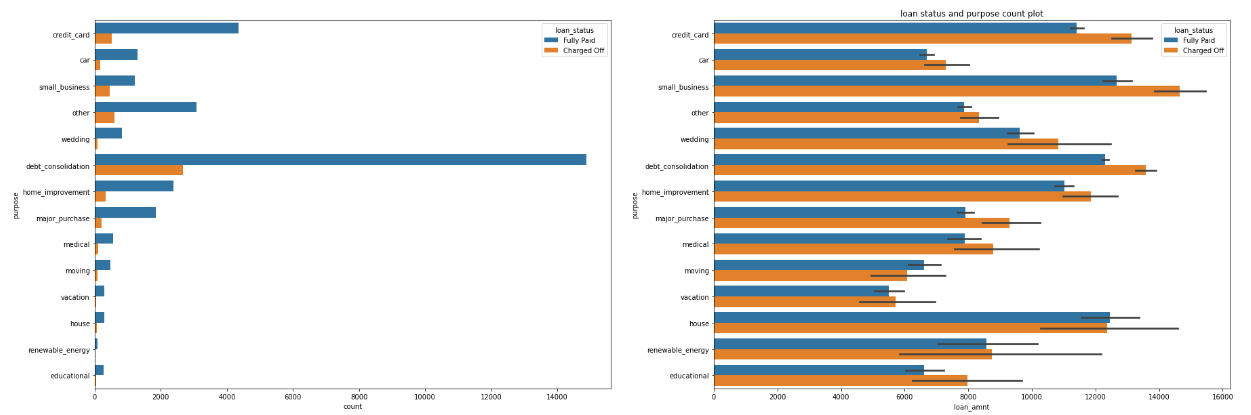 credit_card
car
small_business
other
wedding
debt_consolidation
home_improvement
major_purchase
medical
moving
vacation
house
renewable_energy
educational
purpose
0 2000 4000 6000 8000 10000 12000 14000
count
loan_status
Fully Paid
Charged Off
loan status and purpose count plot
credit_card
car
small_business
other
wedding
debt_consolidation
home_improvement
major_purchase
medical
moving
vacation
house
renewable_energy
educational
purpose
0 2000 4000 6000 8000 10000 12000 14000 16000
loan_amnt
loan_status
Fully Paid
Charged Off